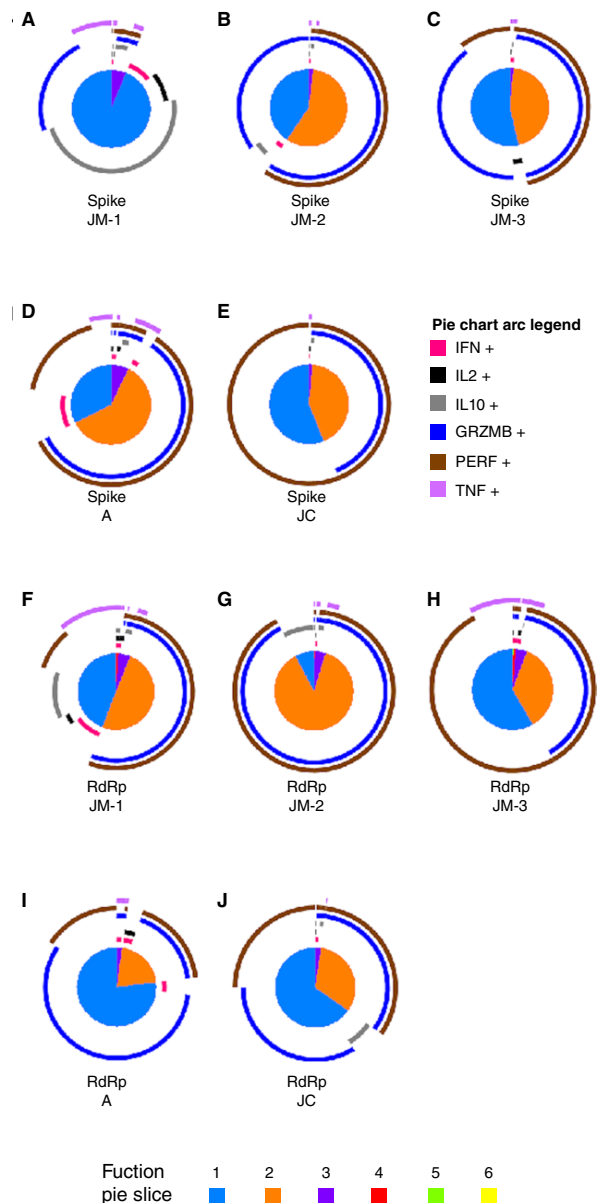 A
B
C
Spike
JM-1
Spike
JM-2
Spike
JM-3
D
E
Pie chart arc legend
IFN +
IL2 +
IL10 +
GRZMB +
PERF +
TNF +
Spike
A
Spike
JC
F
G
H
RdRp
JM-1
RdRp
JM-2
RdRp
JM-3
I
J
RdRp
A
RdRp
JC
Fuction 1 2 3 4 5 6
pie slice